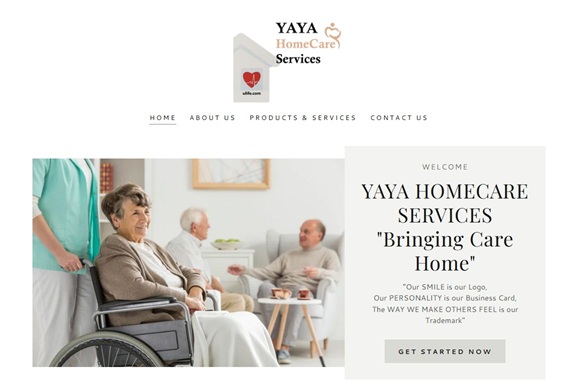 YAYA
HomeCare
Services
HOME ABOUT US PRODUCTS & SERVICES CONTACT US
WELCOME
YAYA HOMECARE
SERVICES
"Bringing Care
Home"
"Our SMILE is our Logo,
Our PERSONALITY is our Business Card,
The WAY WE MAKE OTHERS FEEL is our
Trademark"
GET STARTED NOW